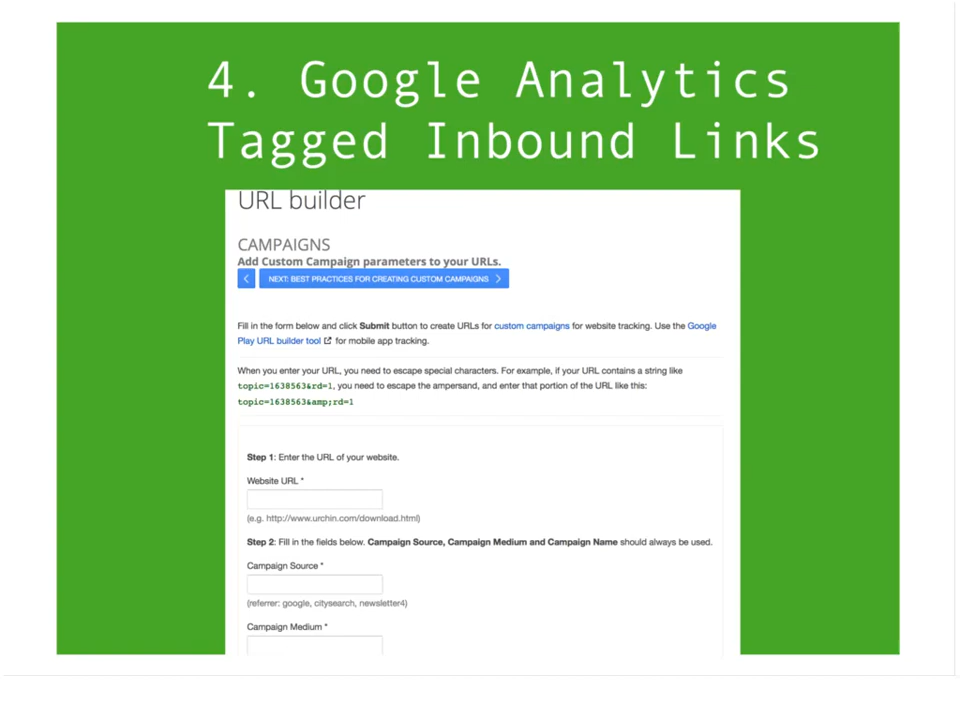 4. Google Analytics
Tagged Inbound Links
URL builder
CAMPAIGNS
Add Custom Campaign parameters to your URLs.
NEXT: BEST PRACTICES FOR CREATING CUSTOM CAMPAIGNS
Fill in the form below and click Submit button to create URLs for custom campaigns for website tracking. Use the Google
Play URL builder tool for mobile app tracking.
When you enter your URL, you need to escape special characters. For example, if your URL contains a string like
topic=1638563&rd=1, you need to escape the ampersand, and enter that portion of the URL like this:
topic=1638563&amp;rd=1
Step 1: Enter the URL of your website.
Website URL *
(e.g. http://www.urchin.com/download.html)
Step 2: Fill in the fields below. Campaign Source, Campaign Medium and Campaign Name should always be used.
Campaign Source *
(referrer: google, citysearch, newsletter4)
Campaign Medium *